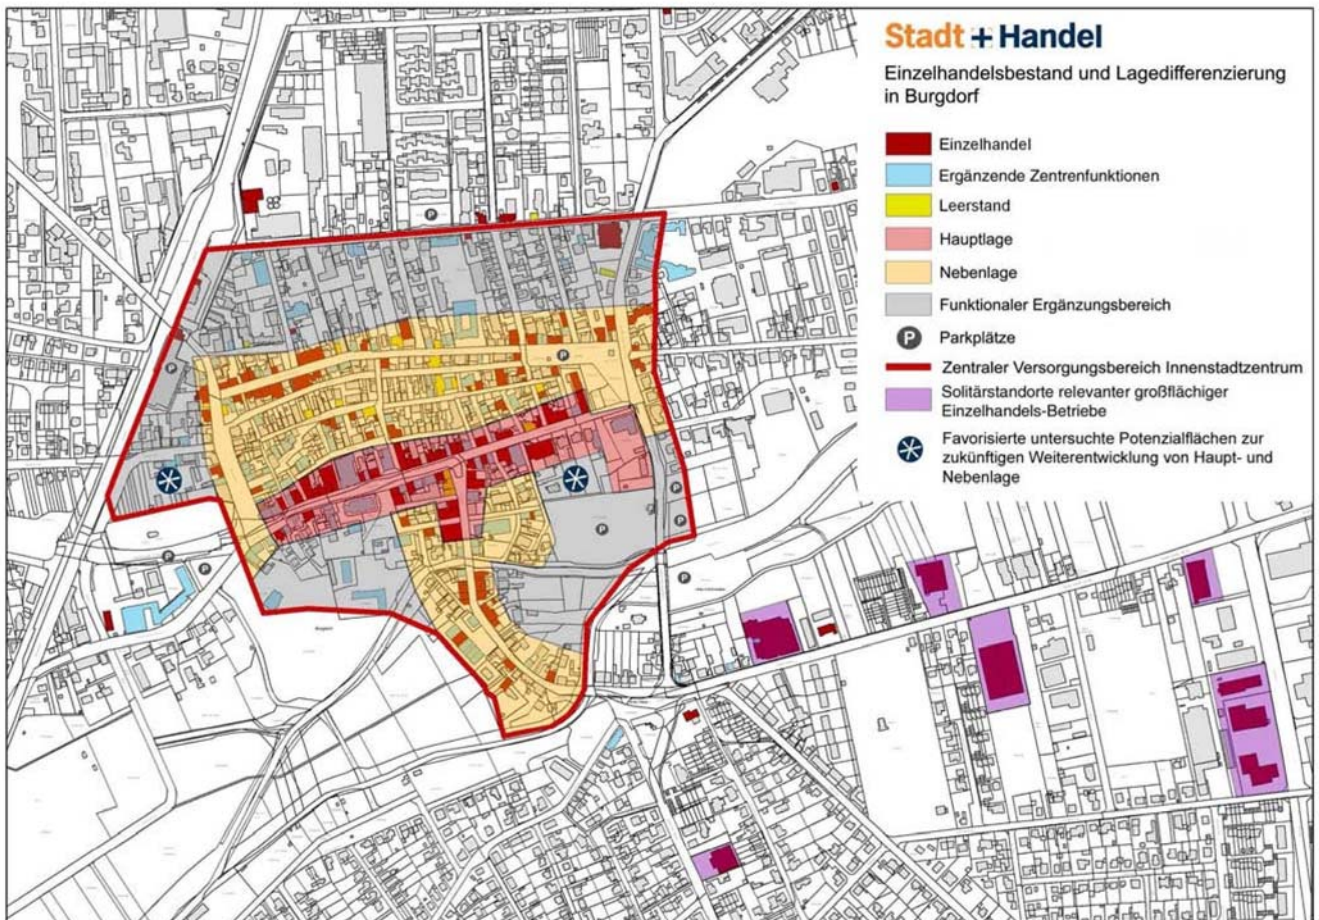 Stadt + Handel
Einzelhandelsbestand und Lagedifferenzierung
in Burgdorf
Einzelhandel
Ergänzende Zentrenfunktionen
Leerstand
Hauptlage
Nebenlage
Funktionaler Ergänzungsbereich
P Parkplätze
Zentraler Versorgungsbereich Innenstadtzentrum
Solitärstandorte relevanter großflächiger
Einzelhandels-Betriebe
Favorisierte untersuchte Potenzialflächen zur
zukünftigen Weiterentwicklung von Haupt- und
Nebenlage
P
P
P
P
P
P
P
P
P